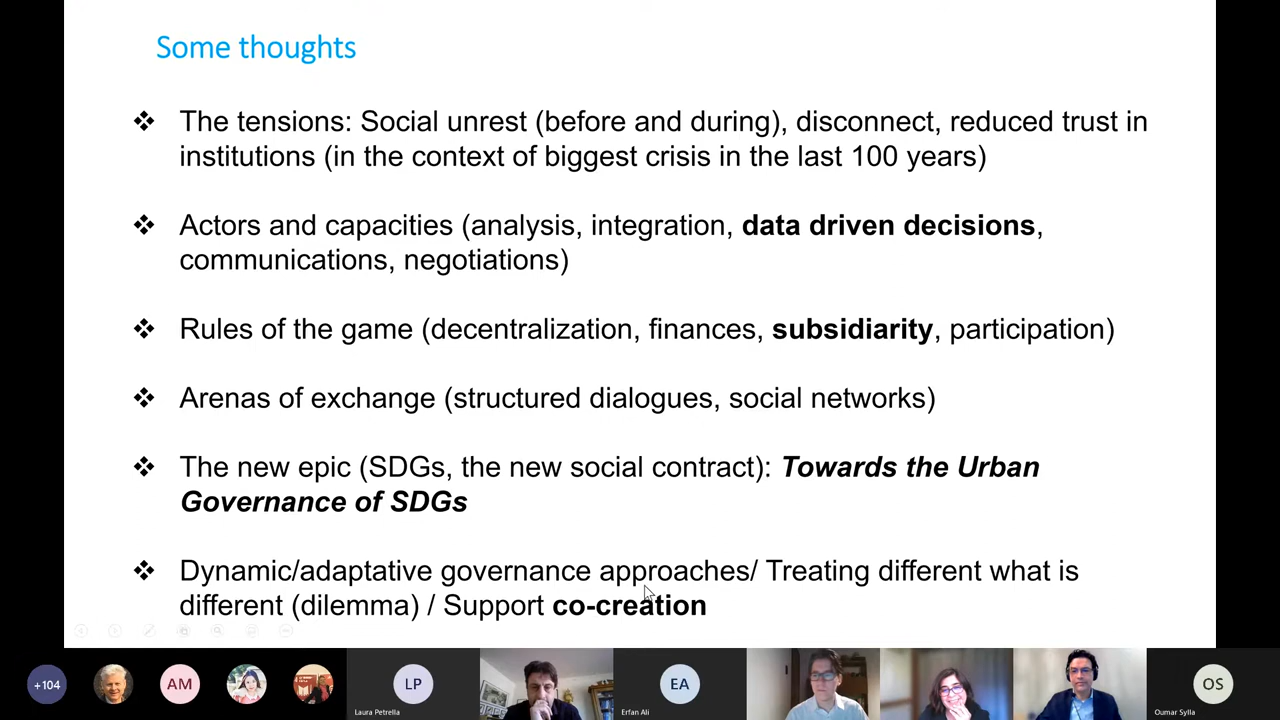 Some thoughts
❖ The tensions: Social unrest (before and during), disconnect, reduced trust in
institutions (in the context of biggest crisis in the last 100 years)
❖ Actors and capacities (analysis, integration, data driven decisions,
communications, negotiations)
❖ Rules of the game (decentralization, finances, subsidiarity, participation)
❖ Arenas of exchange (structured dialogues, social networks)
❖ The new epic (SDGs, the new social contract): Towards the Urban
Governance of SDGs
❖ Dynamic/adaptative governance approaches/ Treating different what is
different (dilemma) / Support co-creation
+104
AM
LP
EA
OS
Laura Petrella
Erfan Ali
Oumar Sylla